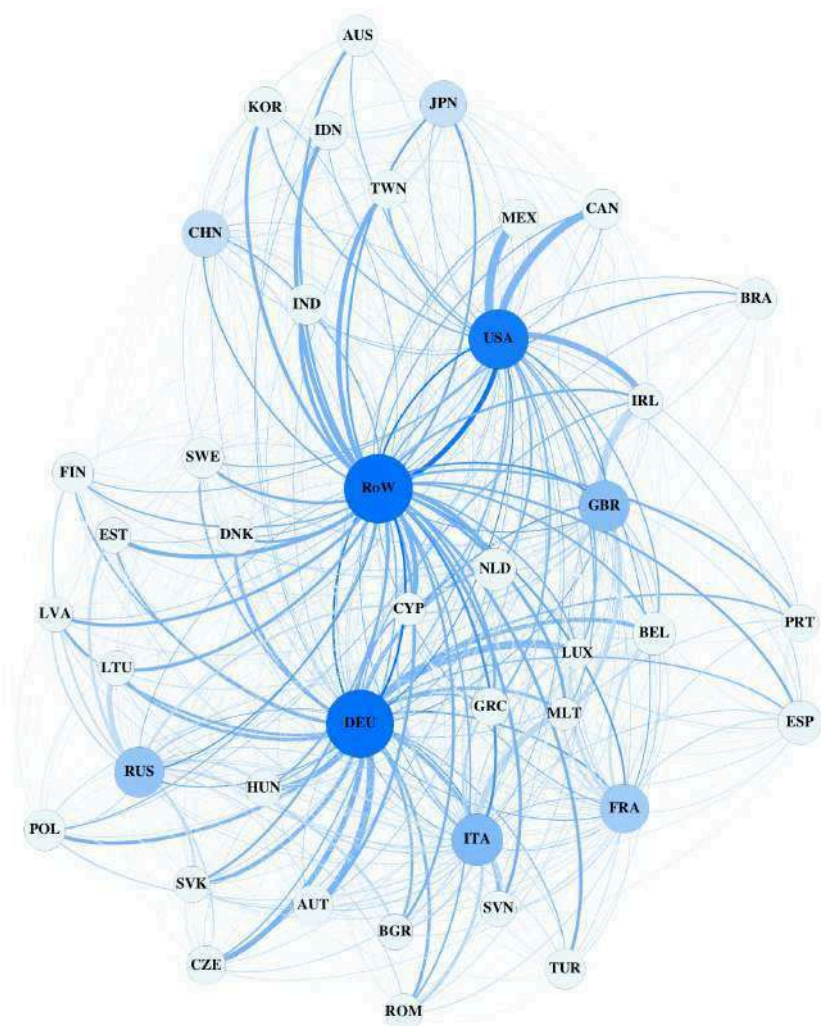 AUS
JPN
KOR
IDN
TWN
CAN
MEX
CHN
BRA
IND
USA
IRL
SWE
FIN
RoW
GBR
EST
DNK
NLD
CYP
LVA
PRT
BEL
LUX
LTU
GRC
MLT
DEU
ESP
RUS
HUN
FRA
POL
ITA
SVK
AUT
SVN
BGR
CZE
TUR
ROM